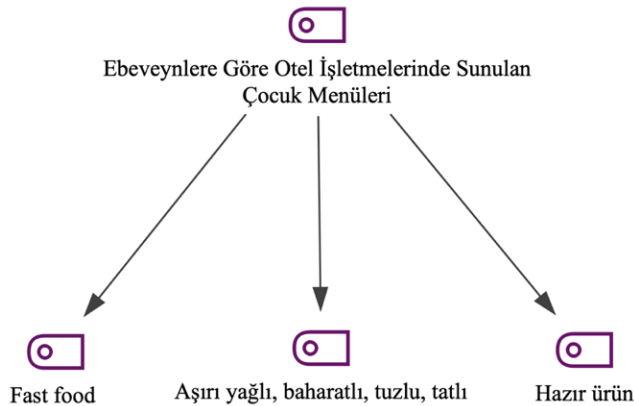 Ebeveynlere Göre Otel İşletmelerinde Sunulan
Çocuk Menüleri
Fast food
Aşırı yağlı, baharatlı, tuzlu, tatlı
Hazır ürün